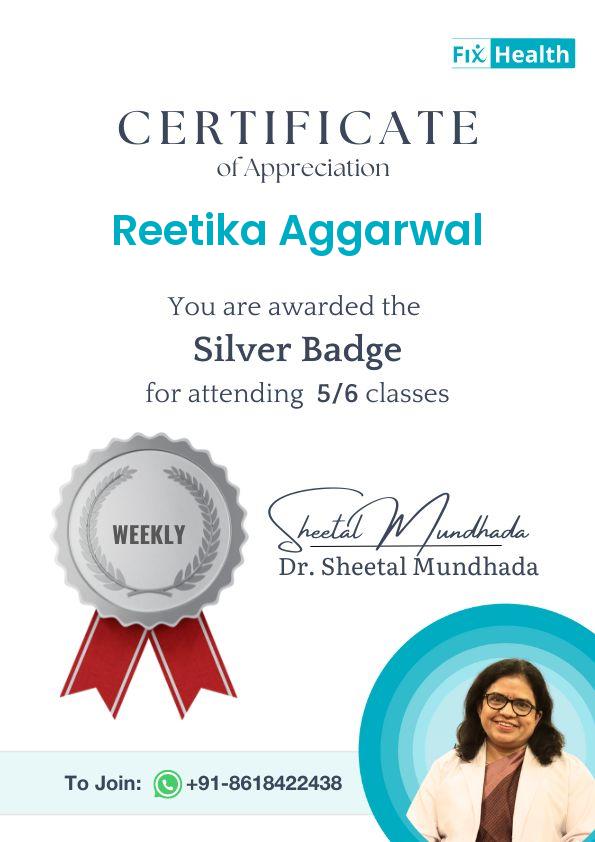 Fix Health
CERTIFICATE
of Appreciation
Reetika Aggarwal
You are awarded the
Silver Badge
for attending 5/6 classes
WEEKLY
Sheetal Mundhada
Dr. Sheetal Mundhada
To Join: +91-8618422438